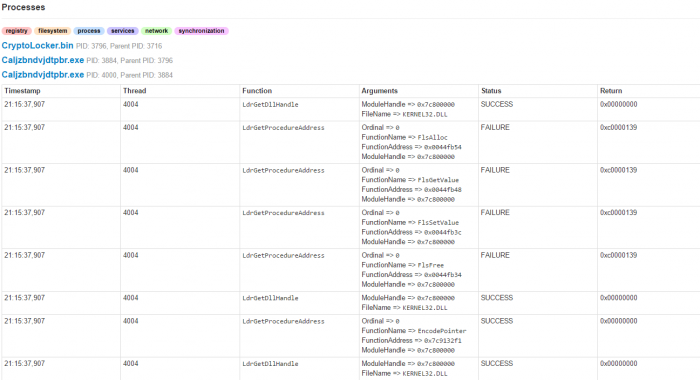 Processes
registry filesystem process services network synchronization
CryptoLocker.bin PID: 3796, Parent PID: 3716
Caljzbndvjdtpbr.exe PID: 3884, Parent PID: 3796
Caljzbndvjdtpbr.exe PID: 4000, Parent PID: 3884
Timestamp Thread Function Arguments Status Return
21:15:37,907 4004 LdrGetDllHandle ModuleHandle => 0x7c800000 SUCCESS 0x00000000
FileName => KERNEL32.DLL
21:15:37,907 4004 LdrGetProcedureAddress Ordinal => 0 FAILURE 0xc0000139
FunctionName => FlsAlloc
FunctionAddress => 0x0044fb54
ModuleHandle => 0x7c800000
21:15:37,907 4004 LdrGetProcedureAddress Ordinal => 0 FAILURE 0xc0000139
FunctionName => FlsGetValue
FunctionAddress => 0x0044fb48
ModuleHandle => 0x7c800000
21:15:37,907 4004 LdrGetProcedureAddress Ordinal => 0 FAILURE 0xc0000139
FunctionName => FlsSetValue
FunctionAddress => 0x0044fb3c
ModuleHandle => 0x7c800000
21:15:37,907 4004 LdrGetProcedureAddress Ordinal => 0 FAILURE 0xc0000139
FunctionName => FlsFree
FunctionAddress => 0x0044fb34
ModuleHandle => 0x7c800000
21:15:37,907 4004 LdrGetDllHandle ModuleHandle => 0x7c800000 SUCCESS 0x00000000
FileName => KERNEL32.DLL
21:15:37,907 4004 LdrGetProcedureAddress Ordinal => 0 SUCCESS 0x00000000
FunctionName => EncodePointer
FunctionAddress => 0x7c9132f1
ModuleHandle => 0x7c800000
21:15:37,907 4004 LdrGetDllHandle ModuleHandle => 0x7c800000 SUCCESS 0x00000000
FileName => KERNEL32.DLL